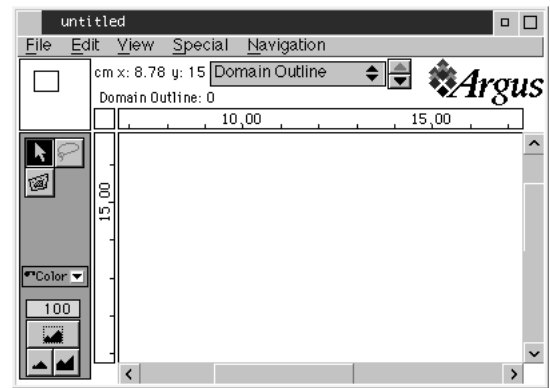 untitled
File Edit View Special Navigation
cm x: 8.78 y: 15 Domain Outline
Argus
Domain Outline: 0
10,00 15,00
15,00
Color
100